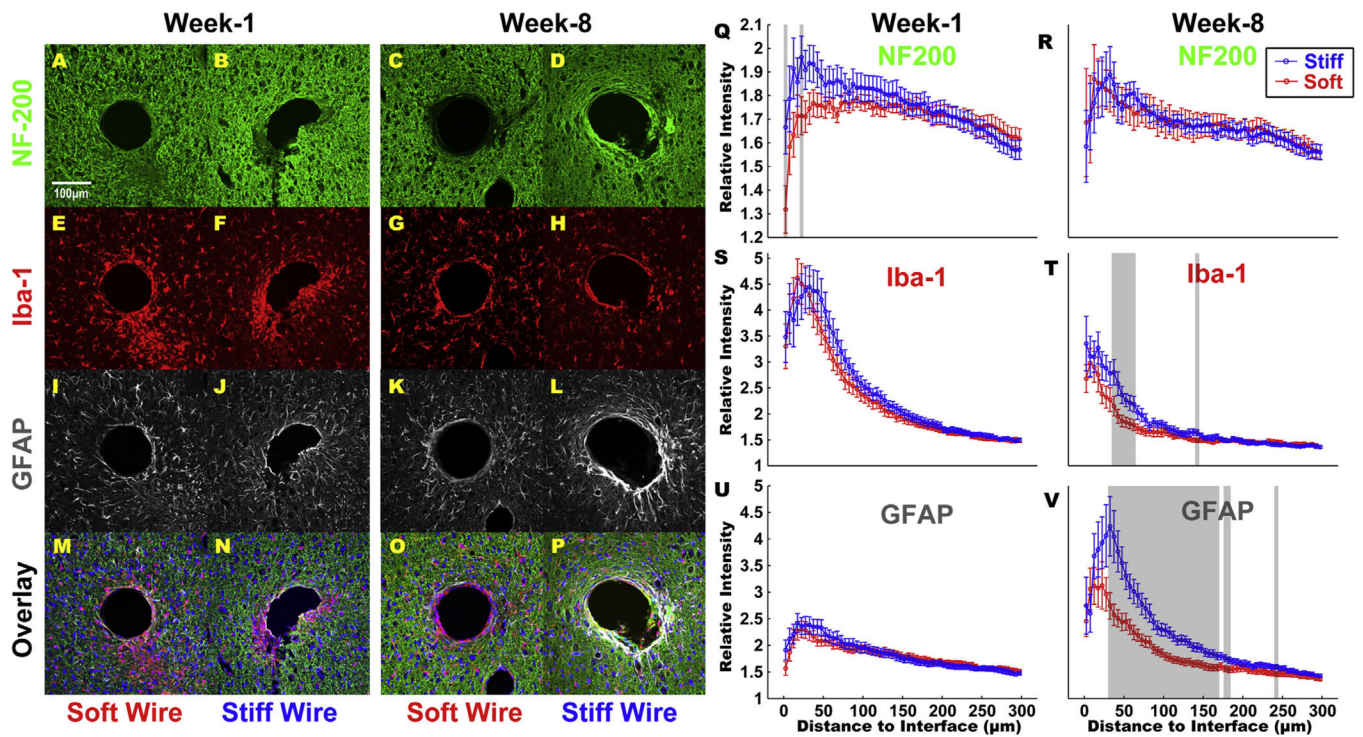 Week-1
Week-8
NF-200
A
B
C
D
100μm
Iba-1
E
F
G
H
GFAP
I
J
K
L
Overlay
M
N
O
P
Soft Wire
Stiff Wire
Soft Wire
Stiff Wire
Week-1
Week-8
Q
NF200
Relative Intensity
2.1
2
1.9
1.8
1.7
1.6
1.5
1.4
1.3
1.2
R
NF200
Stiff
Soft
S
Iba-1
Relative Intensity
5
4.5
4
3.5
3
2.5
2
1.5
1
T
Iba-1
U
GFAP
Relative Intensity
5
4.5
4
3.5
3
2.5
2
1.5
1
0
50
100
150
200
250
300
Distance to Interface (μm)
V
GFAP
0
50
100
150
200
250
300
Distance to Interface (μm)